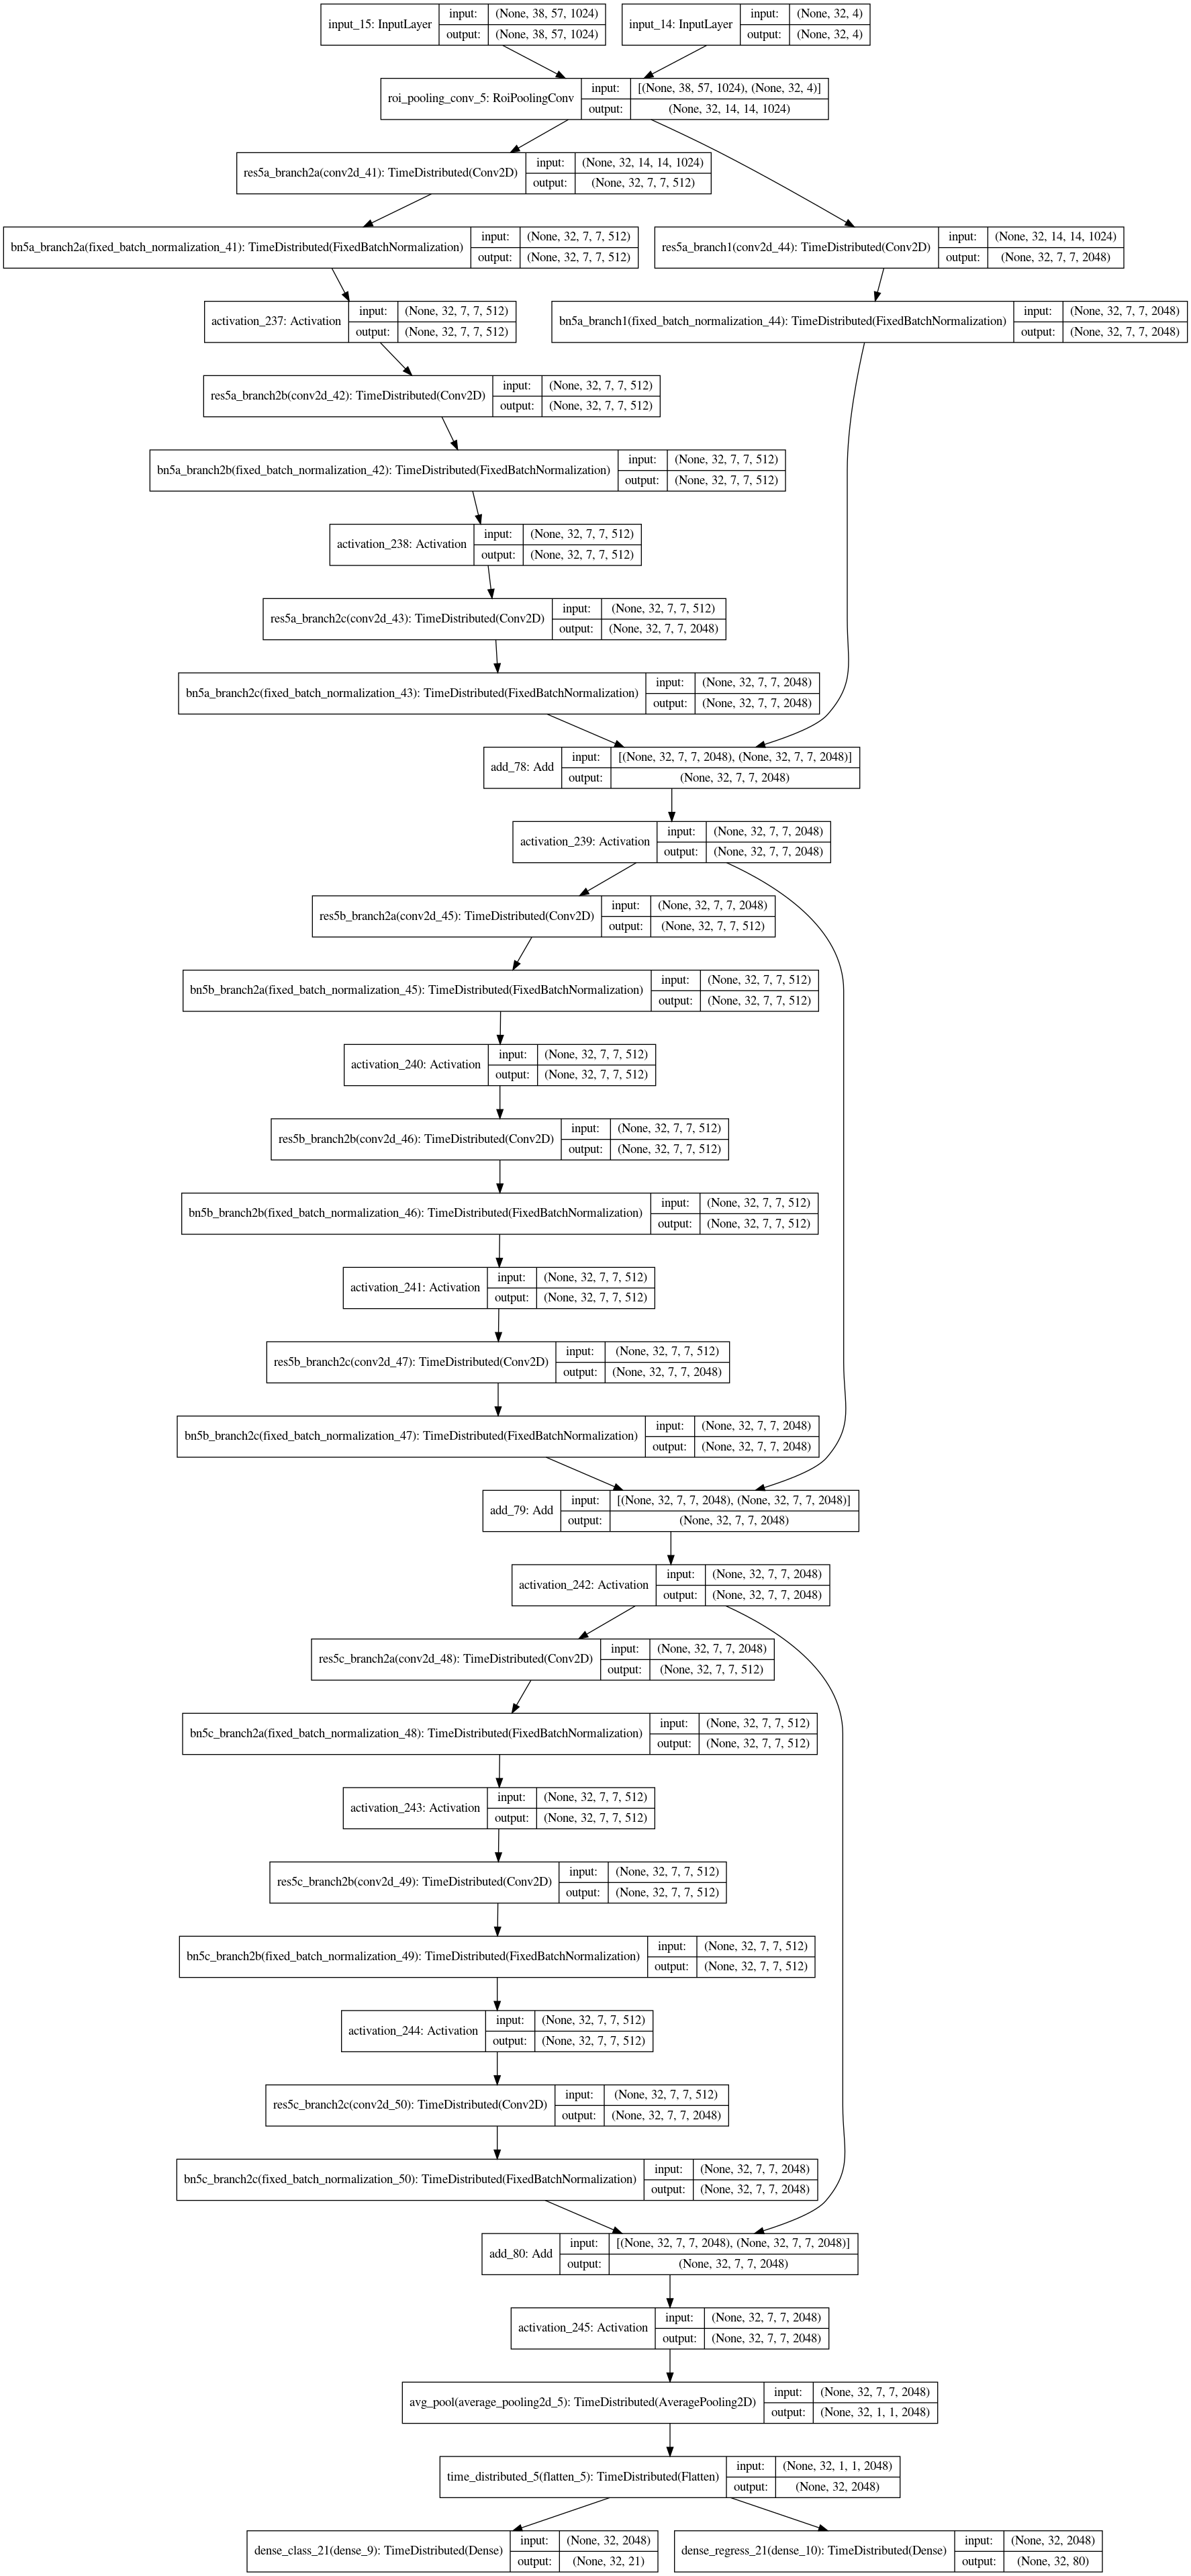 input_15: InputLayer
input: (None, 38, 57, 1024)
output: (None, 38, 57, 1024)
input_14: InputLayer
input: (None, 32, 4)
output: (None, 32, 4)
roi_pooling_conv_5: RoiPoolingConv
input: [(None, 38, 57, 1024), (None, 32, 4)]
output: (None, 32, 14, 14, 1024)
res5a_branch2a(conv2d_41): TimeDistributed(Conv2D)
input: (None, 32, 14, 14, 1024)
output: (None, 32, 7, 7, 512)
bn5a_branch2a(fixed_batch_normalization_41): TimeDistributed(FixedBatchNormalization)
input: (None, 32, 7, 7, 512)
output: (None, 32, 7, 7, 512)
res5a_branch1(conv2d_44): TimeDistributed(Conv2D)
input: (None, 32, 14, 14, 1024)
output: (None, 32, 7, 7, 2048)
activation_237: Activation
input: (None, 32, 7, 7, 512)
output: (None, 32, 7, 7, 512)
bn5a_branch1(fixed_batch_normalization_44): TimeDistributed(FixedBatchNormalization)
input: (None, 32, 7, 7, 2048)
output: (None, 32, 7, 7, 2048)
res5a_branch2b(conv2d_42): TimeDistributed(Conv2D)
input: (None, 32, 7, 7, 512)
output: (None, 32, 7, 7, 512)
bn5a_branch2b(fixed_batch_normalization_42): TimeDistributed(FixedBatchNormalization)
input: (None, 32, 7, 7, 512)
output: (None, 32, 7, 7, 512)
activation_238: Activation
input: (None, 32, 7, 7, 512)
output: (None, 32, 7, 7, 512)
res5a_branch2c(conv2d_43): TimeDistributed(Conv2D)
input: (None, 32, 7, 7, 512)
output: (None, 32, 7, 7, 2048)
bn5a_branch2c(fixed_batch_normalization_43): TimeDistributed(FixedBatchNormalization)
input: (None, 32, 7, 7, 2048)
output: (None, 32, 7, 7, 2048)
add_78: Add
input: [(None, 32, 7, 7, 2048), (None, 32, 7, 7, 2048)]
output: (None, 32, 7, 7, 2048)
activation_239: Activation
input: (None, 32, 7, 7, 2048)
output: (None, 32, 7, 7, 2048)
res5b_branch2a(conv2d_45): TimeDistributed(Conv2D)
input: (None, 32, 7, 7, 2048)
output: (None, 32, 7, 7, 512)
bn5b_branch2a(fixed_batch_normalization_45): TimeDistributed(FixedBatchNormalization)
input: (None, 32, 7, 7, 512)
output: (None, 32, 7, 7, 512)
activation_240: Activation
input: (None, 32, 7, 7, 512)
output: (None, 32, 7, 7, 512)
res5b_branch2b(conv2d_46): TimeDistributed(Conv2D)
input: (None, 32, 7, 7, 512)
output: (None, 32, 7, 7, 512)
bn5b_branch2b(fixed_batch_normalization_46): TimeDistributed(FixedBatchNormalization)
input: (None, 32, 7, 7, 512)
output: (None, 32, 7, 7, 512)
activation_241: Activation
input: (None, 32, 7, 7, 512)
output: (None, 32, 7, 7, 512)
res5b_branch2c(conv2d_47): TimeDistributed(Conv2D)
input: (None, 32, 7, 7, 512)
output: (None, 32, 7, 7, 2048)
bn5b_branch2c(fixed_batch_normalization_47): TimeDistributed(FixedBatchNormalization)
input: (None, 32, 7, 7, 2048)
output: (None, 32, 7, 7, 2048)
add_79: Add
input: [(None, 32, 7, 7, 2048), (None, 32, 7, 7, 2048)]
output: (None, 32, 7, 7, 2048)
activation_242: Activation
input: (None, 32, 7, 7, 2048)
output: (None, 32, 7, 7, 2048)
res5c_branch2a(conv2d_48): TimeDistributed(Conv2D)
input: (None, 32, 7, 7, 2048)
output: (None, 32, 7, 7, 512)
bn5c_branch2a(fixed_batch_normalization_48): TimeDistributed(FixedBatchNormalization)
input: (None, 32, 7, 7, 512)
output: (None, 32, 7, 7, 512)
activation_243: Activation
input: (None, 32, 7, 7, 512)
output: (None, 32, 7, 7, 512)
res5c_branch2b(conv2d_49): TimeDistributed(Conv2D)
input: (None, 32, 7, 7, 512)
output: (None, 32, 7, 7, 512)
bn5c_branch2b(fixed_batch_normalization_49): TimeDistributed(FixedBatchNormalization)
input: (None, 32, 7, 7, 512)
output: (None, 32, 7, 7, 512)
activation_244: Activation
input: (None, 32, 7, 7, 512)
output: (None, 32, 7, 7, 512)
res5c_branch2c(conv2d_50): TimeDistributed(Conv2D)
input: (None, 32, 7, 7, 512)
output: (None, 32, 7, 7, 2048)
bn5c_branch2c(fixed_batch_normalization_50): TimeDistributed(FixedBatchNormalization)
input: (None, 32, 7, 7, 2048)
output: (None, 32, 7, 7, 2048)
add_80: Add
input: [(None, 32, 7, 7, 2048), (None, 32, 7, 7, 2048)]
output: (None, 32, 7, 7, 2048)
activation_245: Activation
input: (None, 32, 7, 7, 2048)
output: (None, 32, 7, 7, 2048)
avg_pool(average_pooling2d_5): TimeDistributed(AveragePooling2D)
input: (None, 32, 7, 7, 2048)
output: (None, 32, 1, 1, 2048)
time_distributed_5(flatten_5): TimeDistributed(Flatten)
input: (None, 32, 1, 1, 2048)
output: (None, 32, 2048)
dense_class_21(dense_9): TimeDistributed(Dense)
input: (None, 32, 2048)
output: (None, 32, 21)
dense_regress_21(dense_10): TimeDistributed(Dense)
input: (None, 32, 2048)
output: (None, 32, 80)